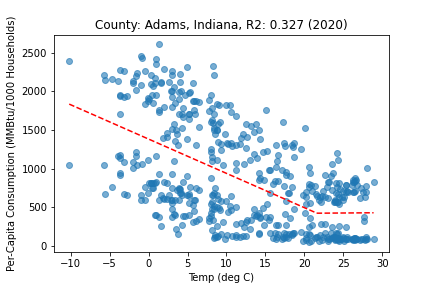 County: Adams, Indiana, R2: 0.327 (2020)
Per-Capita Consumption (MMBtu/1000 Households)
2500
2000
1500
1000
500
0
−10 −5 0 5 10 15 20 25 30
Temp (deg C)